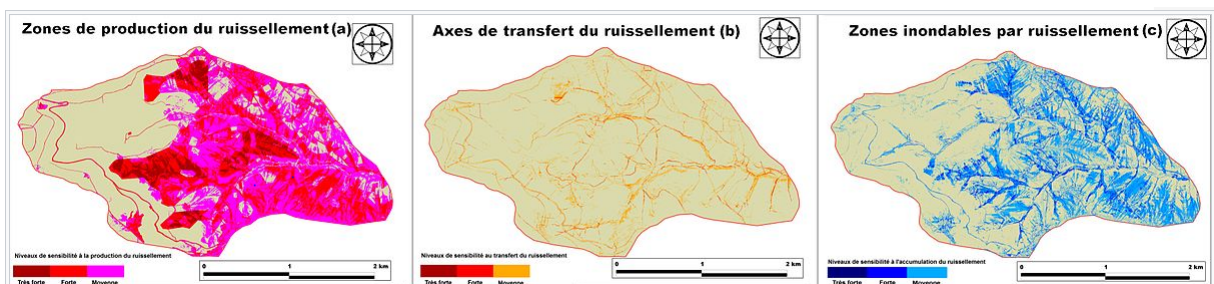 Zones de production du ruissellement (a)
Niveaux de sensibilité à la production du ruissellement
Très forte Forte Moyenne
0 1 2 km
Axes de transfert du ruissellement (b)
Niveaux de sensibilité au transfert du ruissellement
Très forte Forte Moyenne
0 1 2 km
Zones inondables par ruissellement (c)
Niveaux de sensibilité à l'accumulation du ruissellement
Très forte Forte Moyenne
0 1 2 km